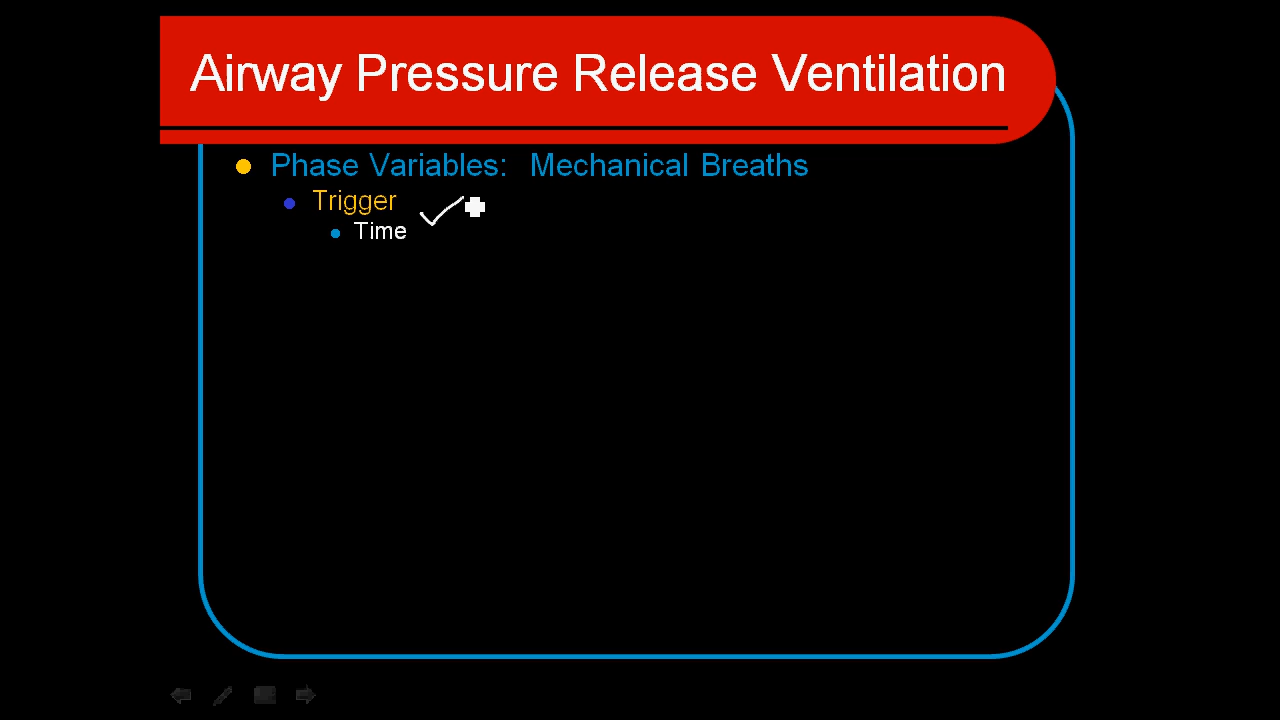 Airway Pressure Release Ventilation
Phase Variables: Mechanical Breaths
Trigger
Time